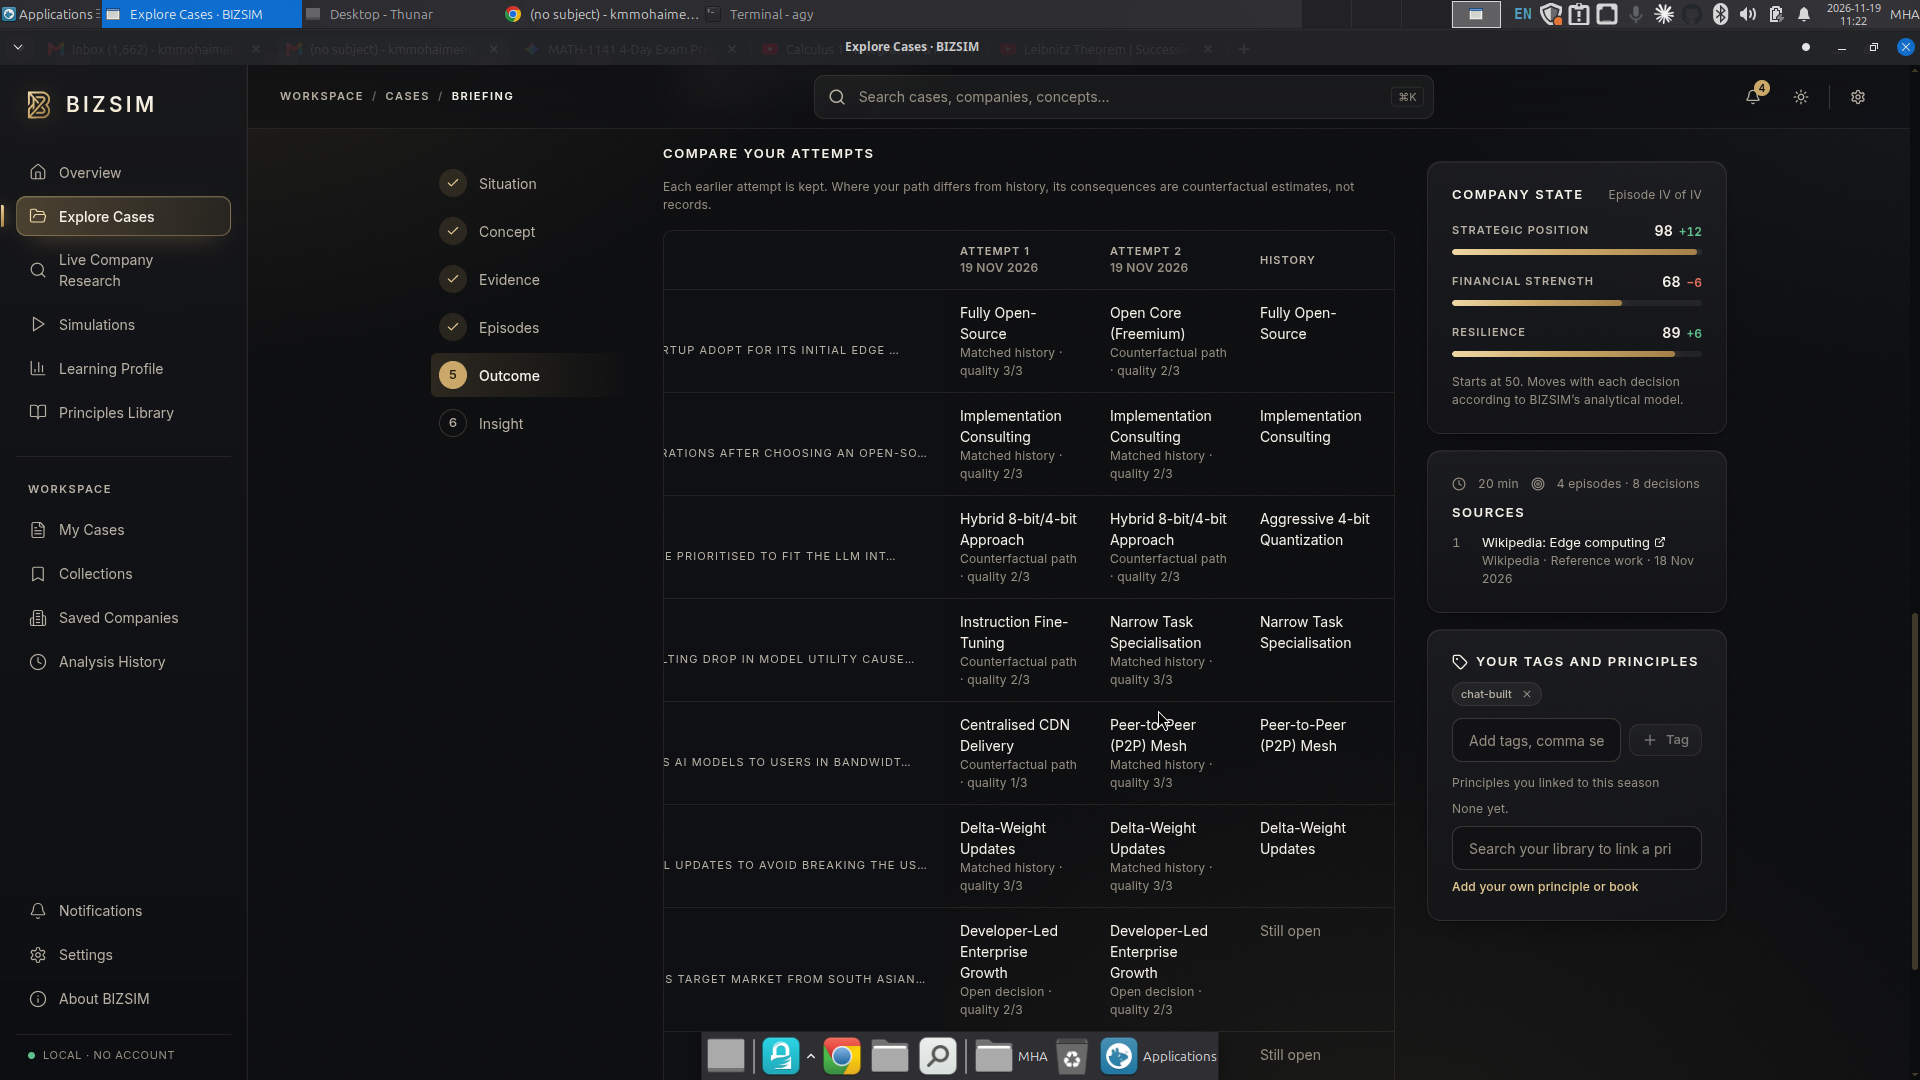 Applications
Explore Cases · BIZSIM
Desktop - Thunar
(no subject) - kmmohaime...
Terminal - agy
EN
2026-11-19
11:22
MHA
Inbox (1,662) - kmmohaime
(no subject) - kmmohaime
MATH-1141 4-Day Exam Pre
Calculus
Explore Cases · BIZSIM
Leibnitz Theorem | Success
BIZSIM
WORKSPACE / CASES / BRIEFING
Search cases, companies, concepts...
⌘K
4
Overview
Explore Cases
Live Company
Research
Simulations
Learning Profile
Principles Library
WORKSPACE
My Cases
Collections
Saved Companies
Analysis History
Notifications
Settings
About BIZSIM
LOCAL · NO ACCOUNT
Situation
Concept
Evidence
Episodes
5 Outcome
6 Insight
COMPARE YOUR ATTEMPTS
Each earlier attempt is kept. Where your path differs from history, its consequences are counterfactual estimates, not
records.
ATTEMPT 1
19 NOV 2026
ATTEMPT 2
19 NOV 2026
HISTORY
RTUP ADOPT FOR ITS INITIAL EDGE ...
Fully Open-
Source
Matched history ·
quality 3/3
Open Core
(Freemium)
Counterfactual path
· quality 2/3
Fully Open-
Source
RATIONS AFTER CHOOSING AN OPEN-SO...
Implementation
Consulting
Matched history ·
quality 2/3
Implementation
Consulting
Matched history ·
quality 2/3
Implementation
Consulting
E PRIORITISED TO FIT THE LLM INT...
Hybrid 8-bit/4-bit
Approach
Counterfactual path
· quality 2/3
Hybrid 8-bit/4-bit
Approach
Counterfactual path
· quality 2/3
Aggressive 4-bit
Quantization
LTING DROP IN MODEL UTILITY CAUSE...
Instruction Fine-
Tuning
Counterfactual path
· quality 2/3
Narrow Task
Specialisation
Matched history ·
quality 3/3
Narrow Task
Specialisation
S AI MODELS TO USERS IN BANDWIDT...
Centralised CDN
Delivery
Counterfactual path
· quality 1/3
Peer-to-Peer
(P2P) Mesh
Matched history ·
quality 3/3
Peer-to-Peer
(P2P) Mesh
L UPDATES TO AVOID BREAKING THE US...
Delta-Weight
Updates
Matched history ·
quality 3/3
Delta-Weight
Updates
Matched history ·
quality 3/3
Delta-Weight
Updates
S TARGET MARKET FROM SOUTH ASIAN...
Developer-Led
Enterprise
Growth
Open decision ·
quality 2/3
Developer-Led
Enterprise
Growth
Open decision ·
quality 2/3
Still open
Still open
COMPANY STATE
Episode IV of IV
STRATEGIC POSITION 98 +12
FINANCIAL STRENGTH 68 −6
RESILIENCE 89 +6
Starts at 50. Moves with each decision
according to BIZSIM's analytical model.
20 min 4 episodes · 8 decisions
SOURCES
1 Wikipedia: Edge computing
Wikipedia · Reference work · 18 Nov
2026
YOUR TAGS AND PRINCIPLES
chat-built ×
Add tags, comma se
+ Tag
Principles you linked to this season
None yet.
Search your library to link a pri
Add your own principle or book
MHA
Applications